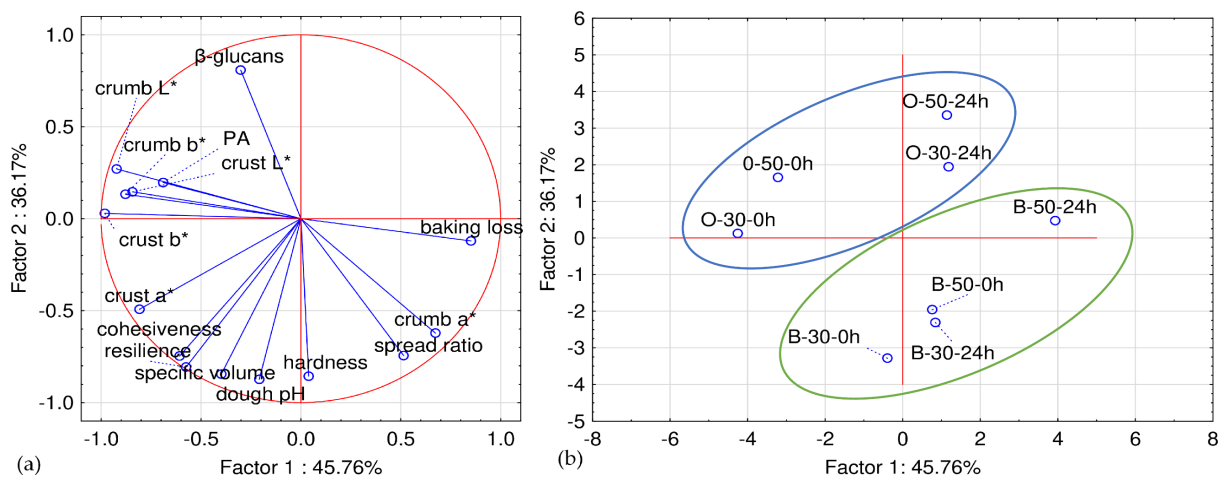 1.0
0.5
0.0
-0.5
-1.0
Factor 2 : 36.17%
β-glucans
crumb L*
crumb b*
PA
crust L*
crust b*
baking loss
crust a*
crumb a*
cohesiveness
resilience
spread ratio
hardness
specific volume
dough pH
-1.0 -0.5 0.0 0.5 1.0
Factor 1 : 45.76%
(a)
6
5
4
3
2
1
0
-1
-2
-3
-4
-5
Factor 2: 36.17%
O-50-24h
O-30-24h
0-50-0h
O-30-0h
B-50-24h
B-50-0h
B-30-0h
B-30-24h
-8 -6 -4 -2 0 2 4 6 8
Factor 1: 45.76%
(b)